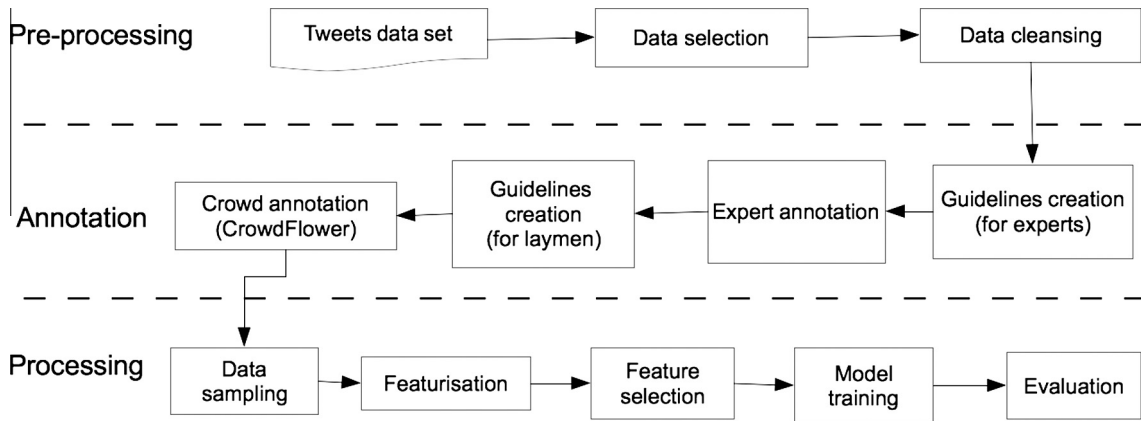 Pre-processing
Tweets data set
Data selection
Data cleansing
Annotation
Crowd annotation
(CrowdFlower)
Guidelines
creation
(for laymen)
Expert annotation
Guidelines creation
(for experts)
Processing
Data
sampling
Featurisation
Feature
selection
Model
training
Evaluation